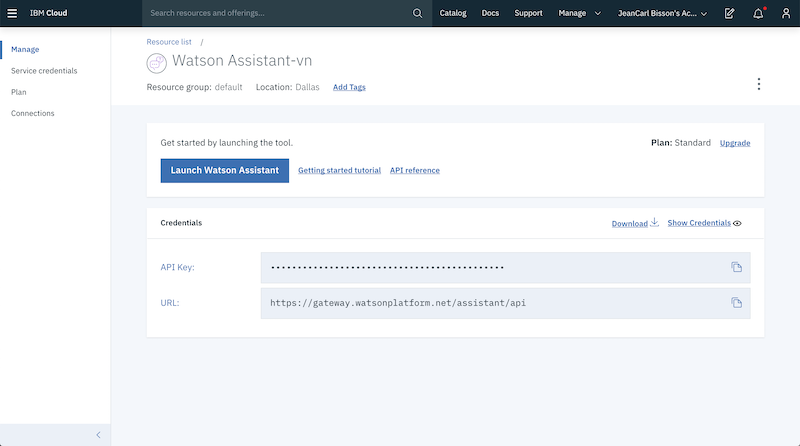 IBM Cloud
Search resources and offerings...
Catalog Docs Support Manage JeanCarl Bisson's Ac...
Manage
Service credentials
Plan
Connections
Resource list /
Watson Assistant-vn
Resource group: default Location: Dallas Add Tags
Get started by launching the tool.
Plan: Standard Upgrade
Launch Watson Assistant Getting started tutorial API reference
Credentials
Download Show Credentials
API Key: ••••••••••••••••••••••••••••••••••••••••••••
URL: https://gateway.watsonplatform.net/assistant/api